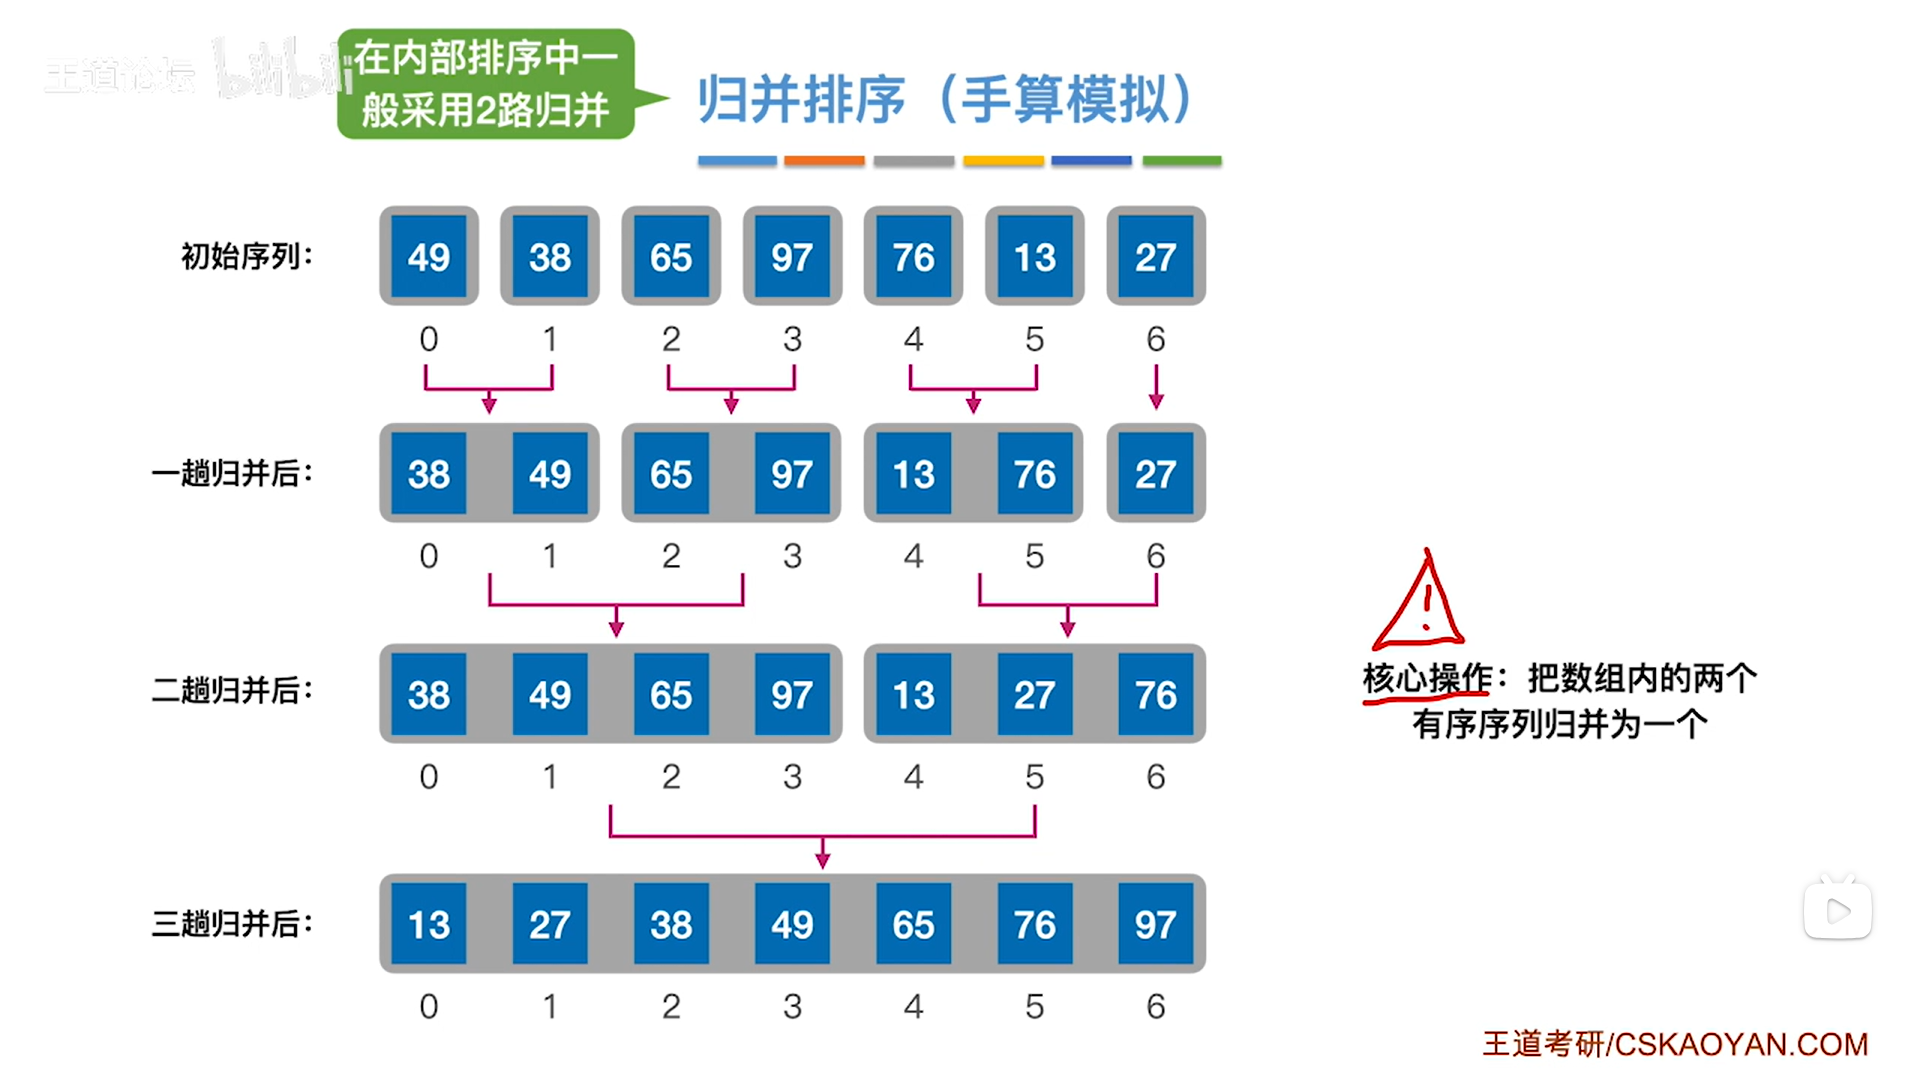 王道论坛 bilibili
在内部排序中一
般采用2路归并
归并排序（手算模拟）
初始序列：
49 38 65 97 76 13 27
0 1 2 3 4 5 6
一趟归并后：
38 49 65 97 13 76 27
0 1 2 3 4 5 6
二趟归并后：
38 49 65 97 13 27 76
0 1 2 3 4 5 6
!
核心操作：把数组内的两个
有序序列归并为一个
三趟归并后：
13 27 38 49 65 76 97
0 1 2 3 4 5 6
王道考研/CSKAOYAN.COM